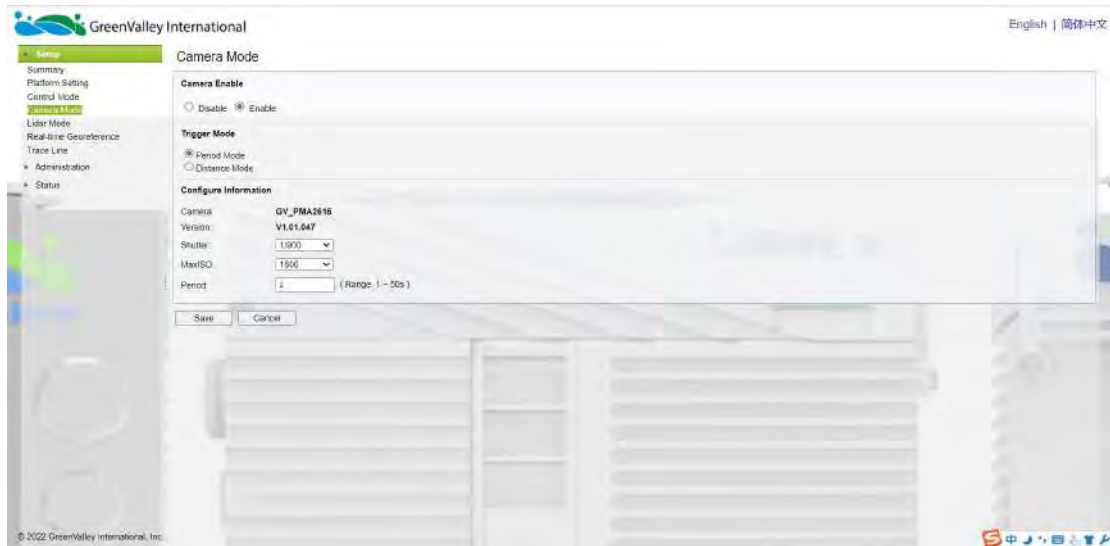 GreenValley International
English | 简体中文
Setup
Summary
Platform Setting
Control Mode
Camera Mode
Lidar Mode
Real-time Georeference
Trace Line
Administration
Status
Camera Mode
Camera Enable
Disable Enable
Trigger Mode
Period Mode
Distance Mode
Configure Information
Camera: GV_PMA2616
Version: V1.01.047
Shutter: 1/900
MaxISO: 1600
Period: ( Range: 1 ~ 50s )
Save Cancel
© 2022 GreenValley International, Inc.
中